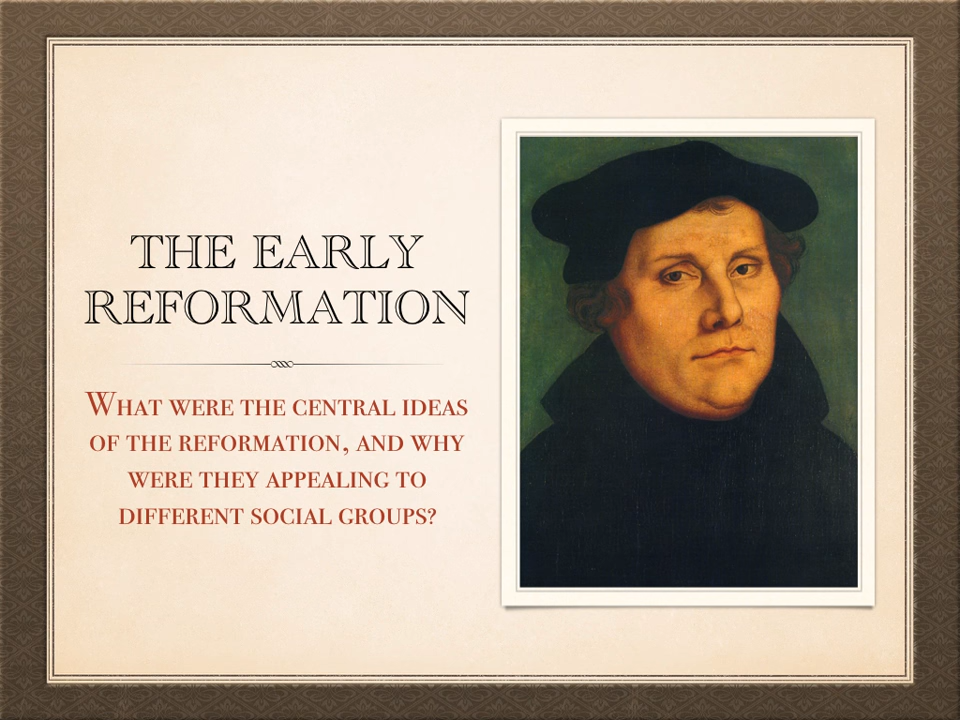 THE EARLY
REFORMATION
What were the central ideas
of the reformation, and why
were they appealing to
different social groups?